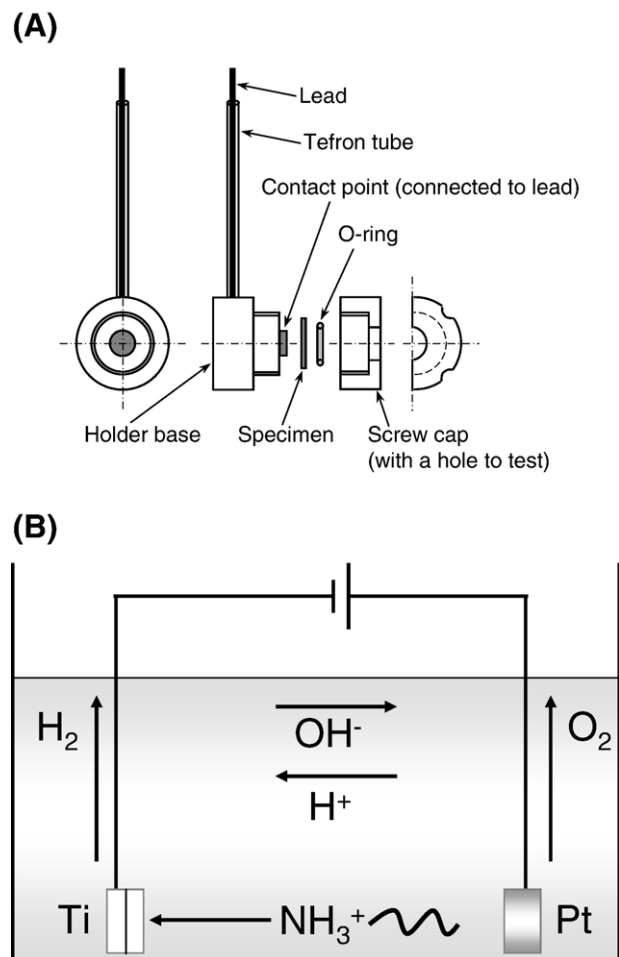 (A)
Lead
Tefron tube
Contact point (connected to lead)
O-ring
Holder base
Specimen
Screw cap
(with a hole to test)
(B)
H₂
OH⁻
O₂
H⁺
Ti
NH₃⁺
Pt